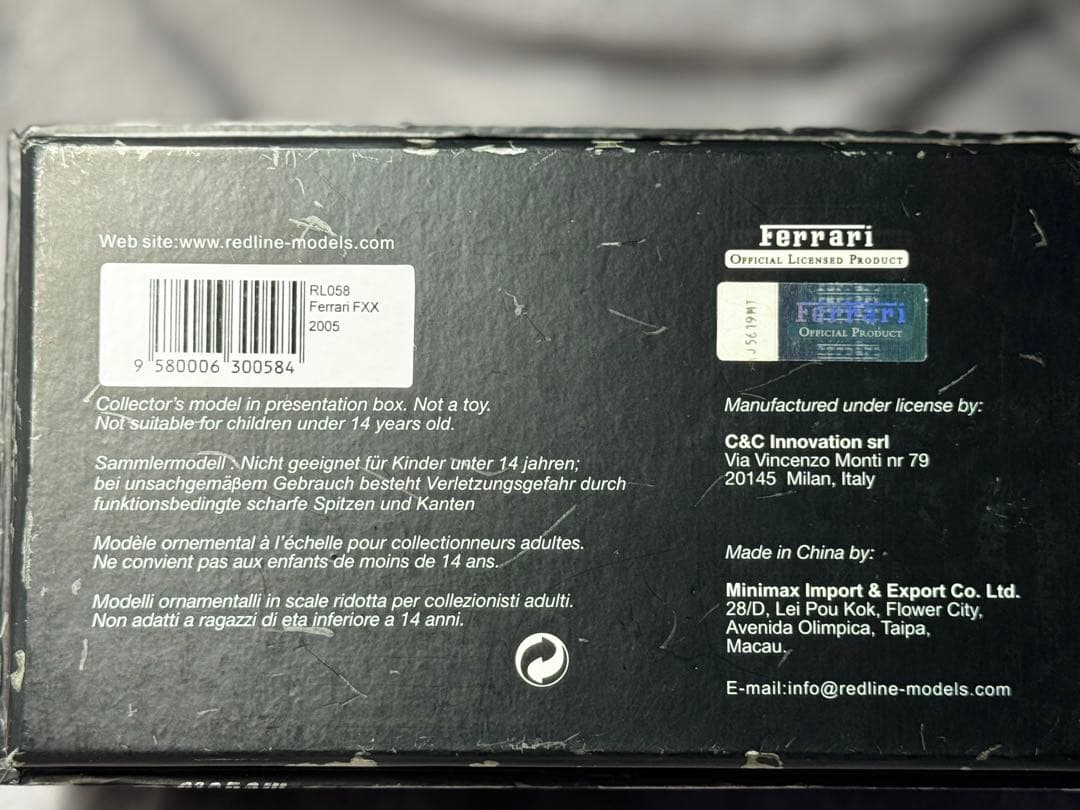 Web site:www.redline-models.com
RL058
Ferrari FXX
2005
9 580006 300584
Collector's model in presentation box. Not a toy.
Not suitable for children under 14 years old.
Sammlermodell : Nicht geeignet für Kinder unter 14 jahren;
bei unsachgemäßem Gebrauch besteht Verletzungsgefahr durch
funktionsbedingte scharfe Spitzen und Kanten
Modèle ornemental à l'échelle pour collectionneurs adultes.
Ne convient pas aux enfants de moins de 14 ans.
Modelli ornamentalli in scale ridotta per collezionisti adulti.
Non adatti a ragazzi di eta inferiore a 14 anni.
Ferrari
OFFICIAL LICENSED PRODUCT
Ferrari
OFFICIAL PRODUCT
Manufactured under license by:
C&C Innovation srl
Via Vincenzo Monti nr 79
20145 Milan, Italy
Made in China by:
Minimax Import & Export Co. Ltd.
28/D, Lei Pou Kok, Flower City,
Avenida Olimpica, Taipa,
Macau.
E-mail:info@redline-models.com